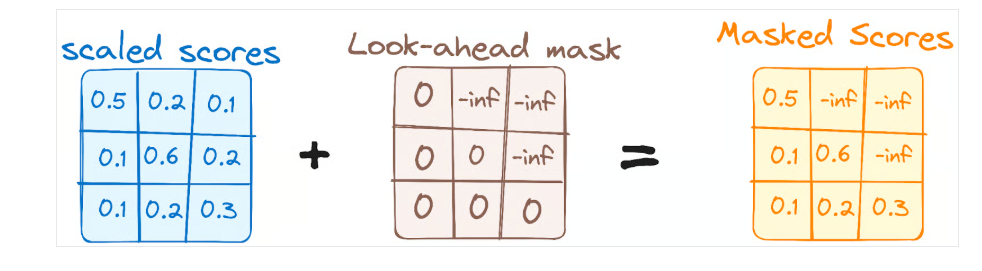 scaled scores
Look-ahead mask
Masked Scores
0.5 0.2 0.1
0.1 0.6 0.2
0.1 0.2 0.3
+
0 -inf -inf
0 0 -inf
0 0 0
=
0.5 -inf -inf
0.1 0.6 -inf
0.1 0.2 0.3